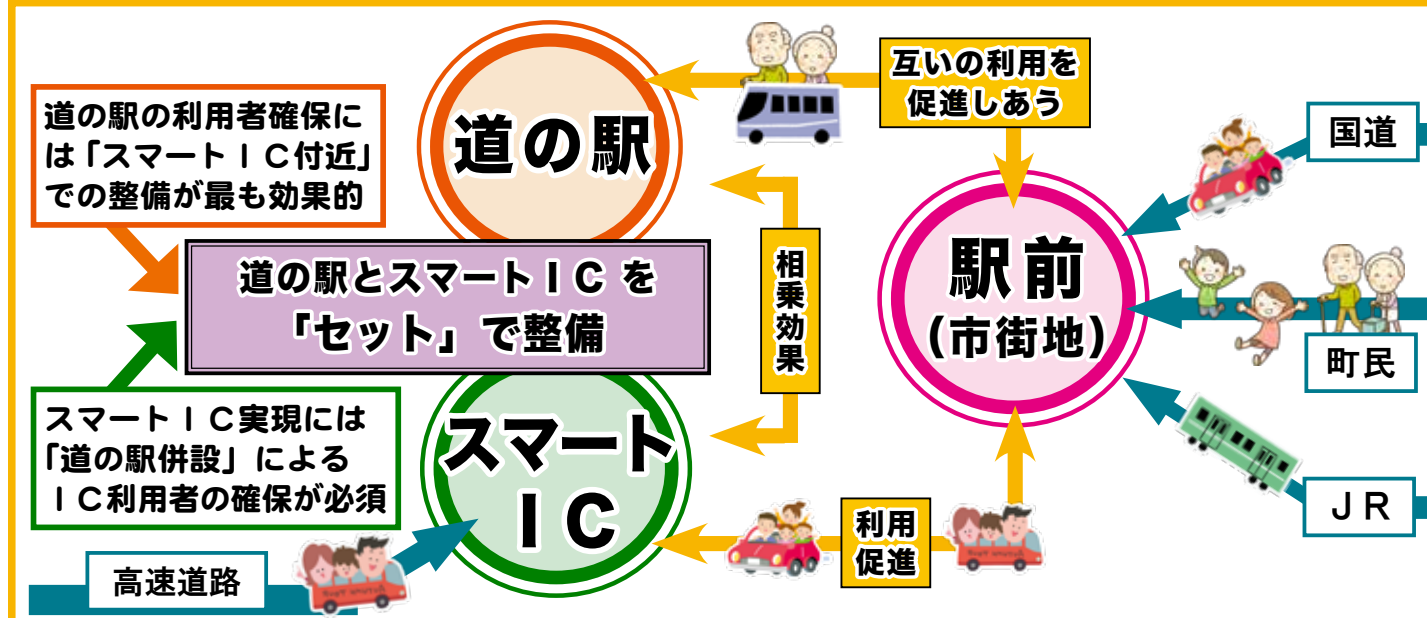 道の駅の利用者確保に
は「スマートＩＣ付近」
での整備が最も効果的
道の駅
互いの利用を
促進しあう
国道
道の駅とスマートＩＣ を
「セット」で整備
相乗効果
駅前
(市街地)
町民
スマートＩＣ実現には
「道の駅併設」による
ＩＣ利用者の確保が必須
スマート
ＩＣ
利用
促進
ＪＲ
高速道路